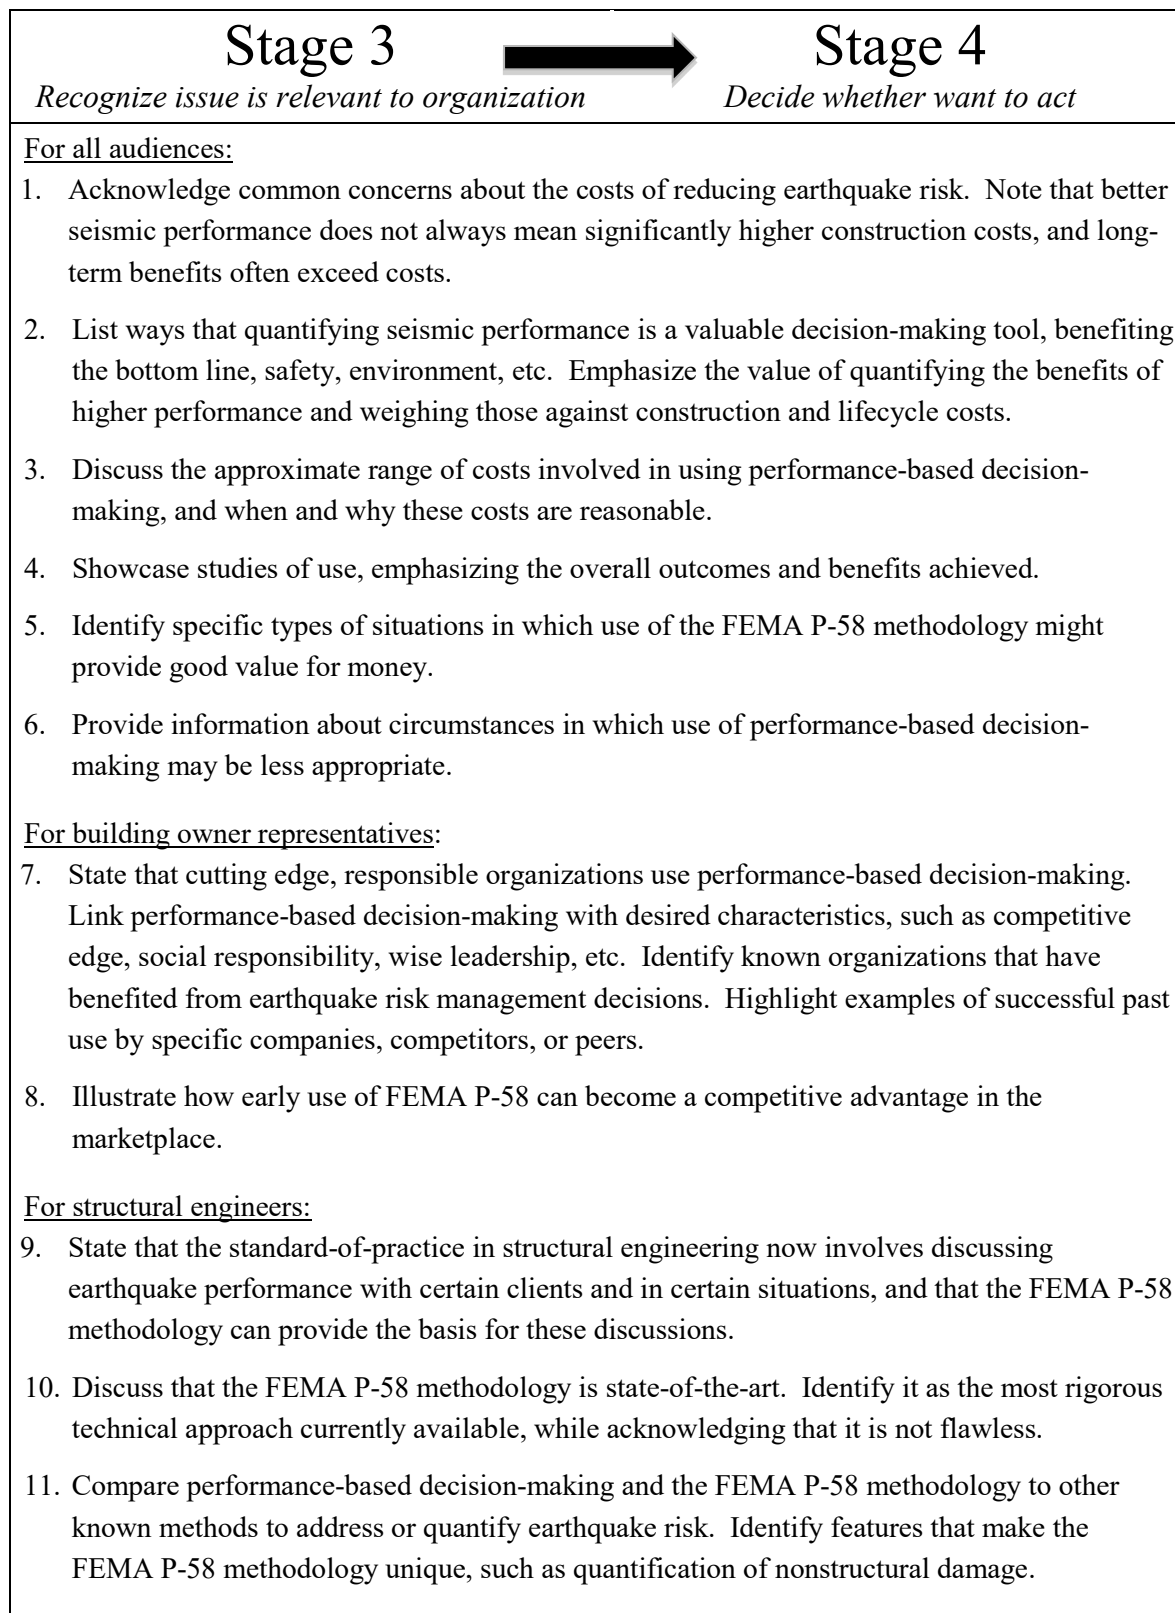 Stage 3 Stage 4
Recognize issue is relevant to organization Decide whether want to act
For all audiences:
1. Acknowledge common concerns about the costs of reducing earthquake risk. Note that better
seismic performance does not always mean significantly higher construction costs, and long-
term benefits often exceed costs.
2. List ways that quantifying seismic performance is a valuable decision-making tool, benefiting
the bottom line, safety, environment, etc. Emphasize the value of quantifying the benefits of
higher performance and weighing those against construction and lifecycle costs.
3. Discuss the approximate range of costs involved in using performance-based decision-
making, and when and why these costs are reasonable.
4. Showcase studies of use, emphasizing the overall outcomes and benefits achieved.
5. Identify specific types of situations in which use of the FEMA P-58 methodology might
provide good value for money.
6. Provide information about circumstances in which use of performance-based decision-
making may be less appropriate.
For building owner representatives:
7. State that cutting edge, responsible organizations use performance-based decision-making.
Link performance-based decision-making with desired characteristics, such as competitive
edge, social responsibility, wise leadership, etc. Identify known organizations that have
benefited from earthquake risk management decisions. Highlight examples of successful past
use by specific companies, competitors, or peers.
8. Illustrate how early use of FEMA P-58 can become a competitive advantage in the
marketplace.
For structural engineers:
9. State that the standard-of-practice in structural engineering now involves discussing
earthquake performance with certain clients and in certain situations, and that the FEMA P-58
methodology can provide the basis for these discussions.
10. Discuss that the FEMA P-58 methodology is state-of-the-art. Identify it as the most rigorous
technical approach currently available, while acknowledging that it is not flawless.
11. Compare performance-based decision-making and the FEMA P-58 methodology to other
known methods to address or quantify earthquake risk. Identify features that make the
FEMA P-58 methodology unique, such as quantification of nonstructural damage.